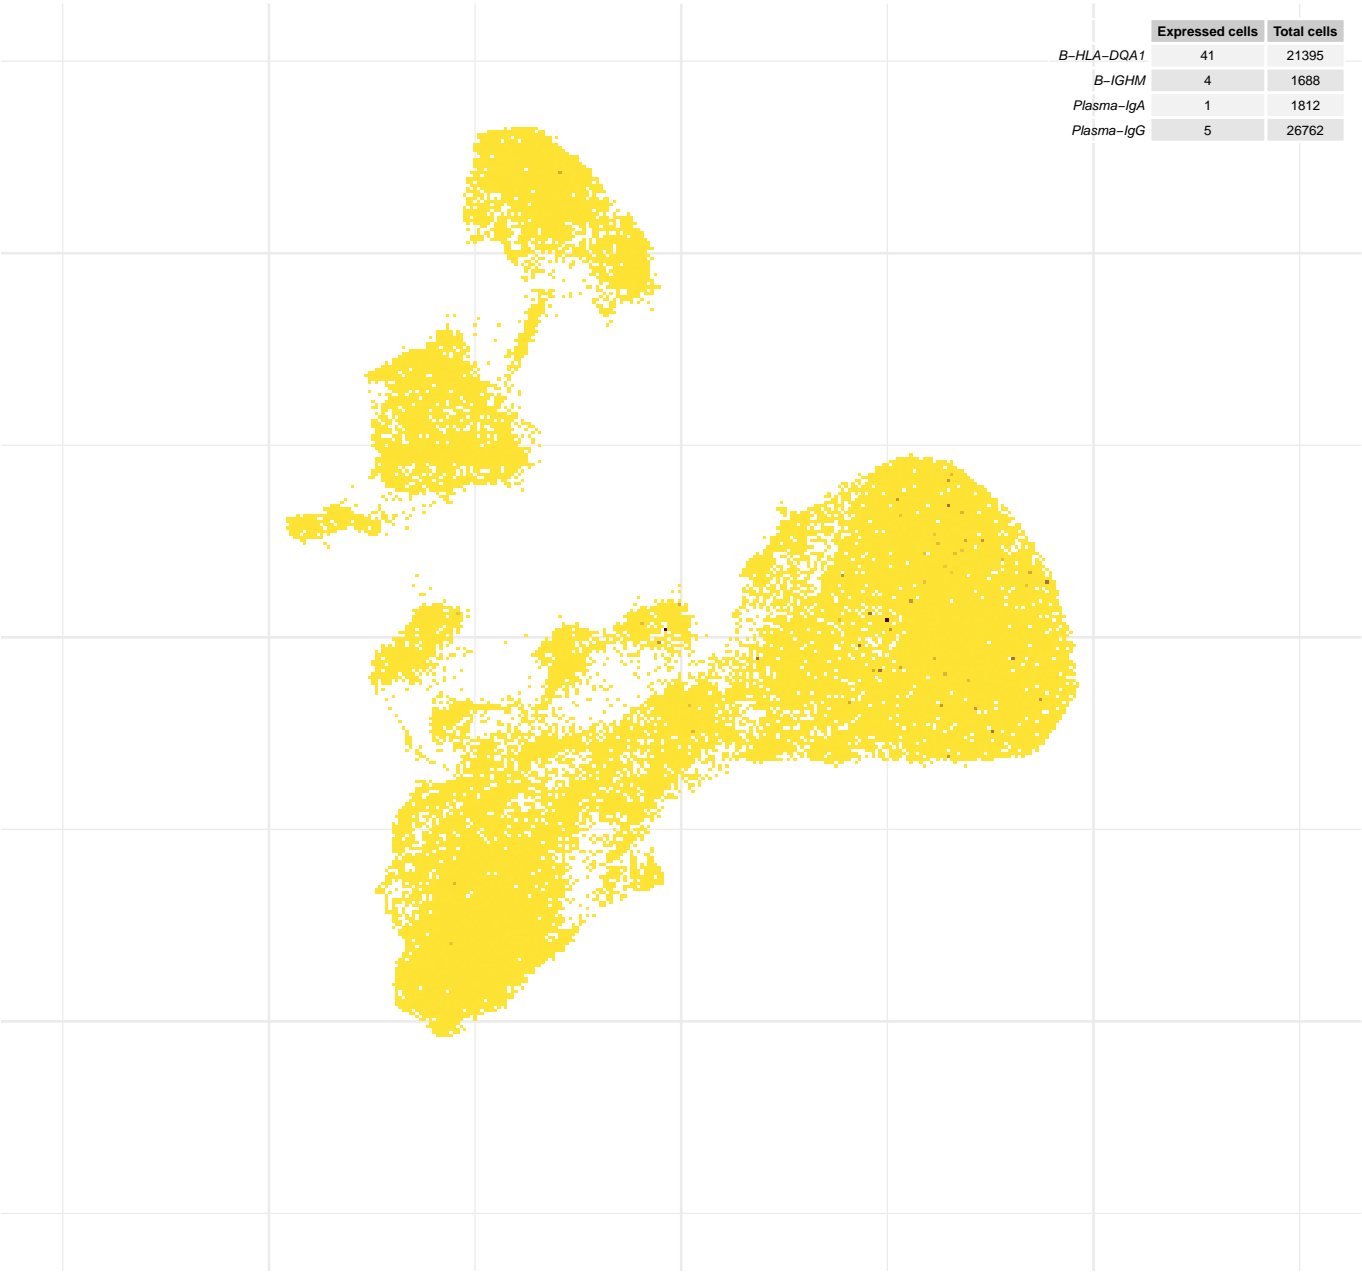 Expressed cells Total cells
B−HLA−DQA1 41 21395
B−IGHM 4 1688
Plasma−IgA 1 1812
Plasma−IgG 5 26762